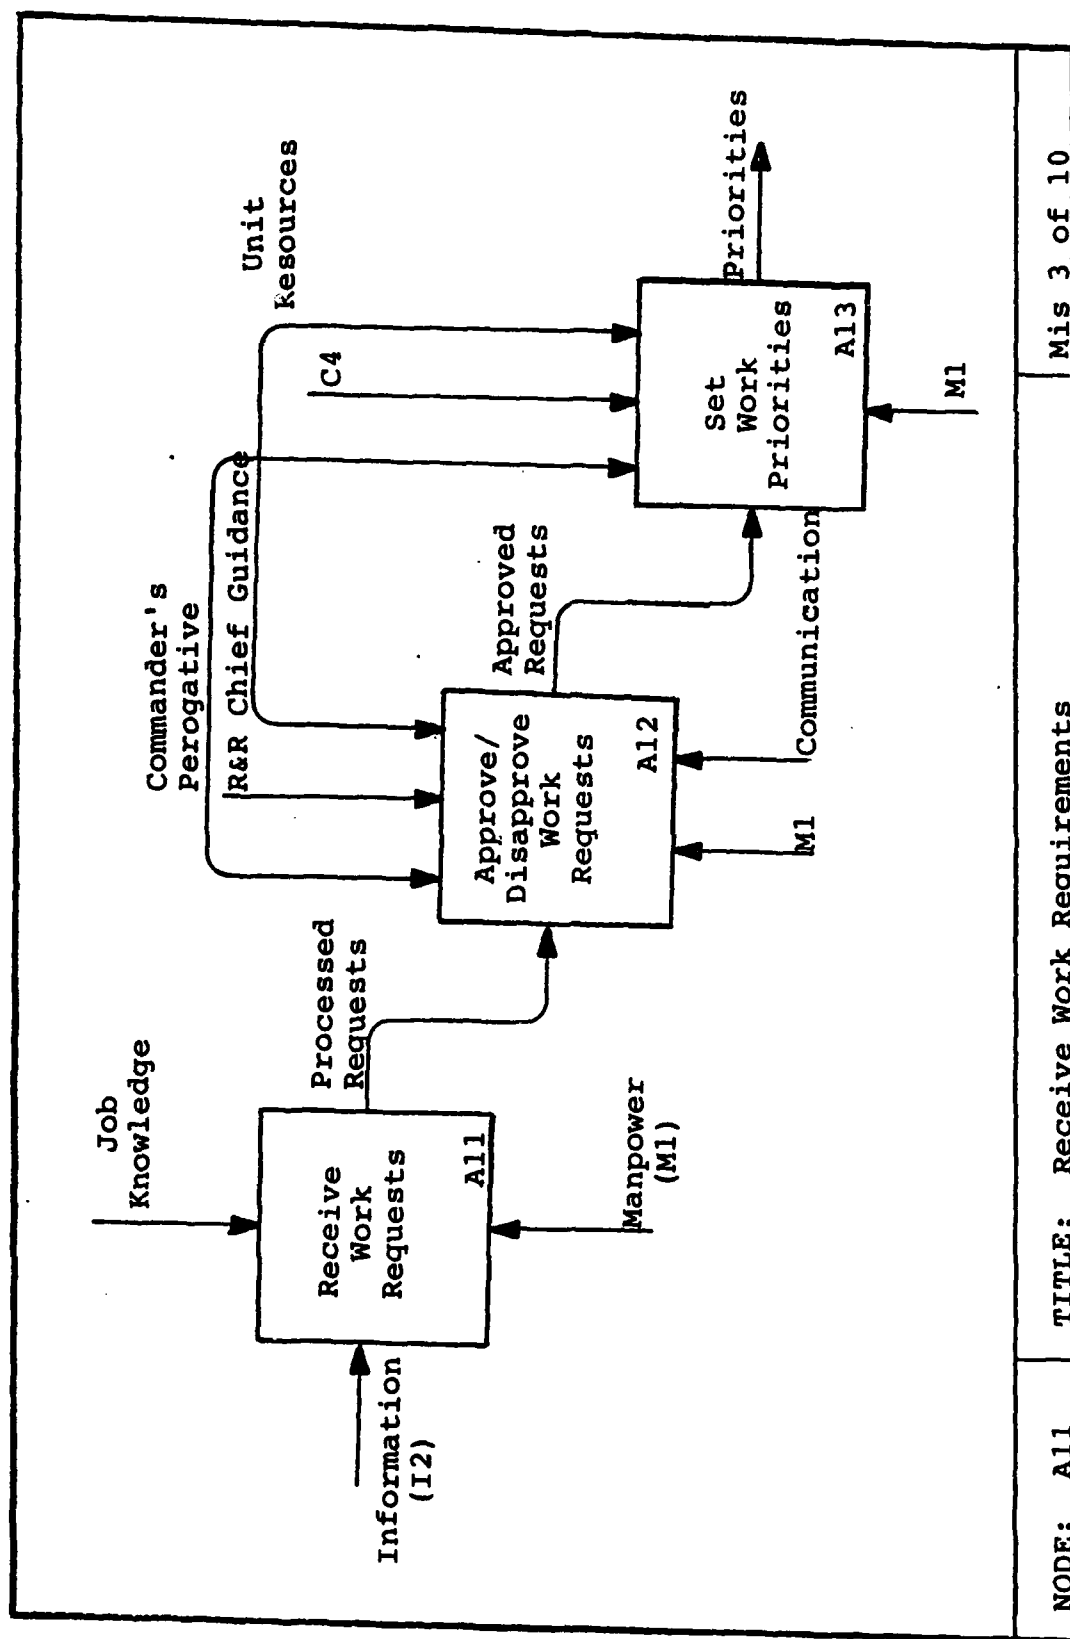 Job
Knowledge
Commander's
Perogative
R&R Chief Guidance
Unit
Resources
C4
Processed
Requests
Approved
Requests
Information
(I2)
Receive
Work
Requests
A11
Manpower
(M1)
Approve/
Disapprove
Work
Requests
A12
M1
Communication
Set
Work
Priorities
A13
Priorities
M1
NODE: A11
TITLE: Receive Work Requirements
Mis 3 of 10